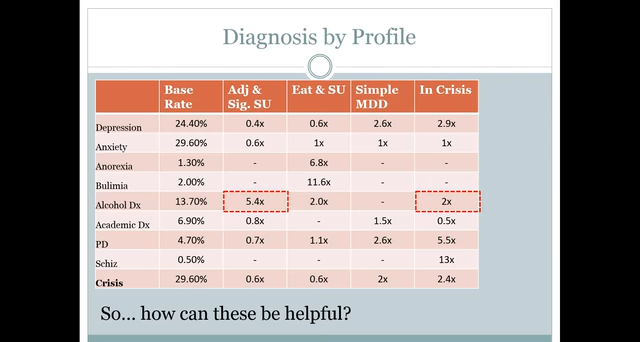 Diagnosis by Profile
Base Rate Adj & Sig. SU Eat & SU Simple MDD In Crisis
Depression 24.40% 0.4x 0.6x 2.6x 2.9x
Anxiety 29.60% 0.6x 1x 1x 1x
Anorexia 1.30% - 6.8x - -
Bulimia 2.00% - 11.6x - -
Alcohol Dx 13.70% 5.4x 2.0x - 2x
Academic Dx 6.90% 0.8x - 1.5x 0.5x
PD 4.70% 0.7x 1.1x 2.6x 5.5x
Schiz 0.50% - - - 13x
Crisis 29.60% 0.6x 0.6x 2x 2.4x
So... how can these be helpful?